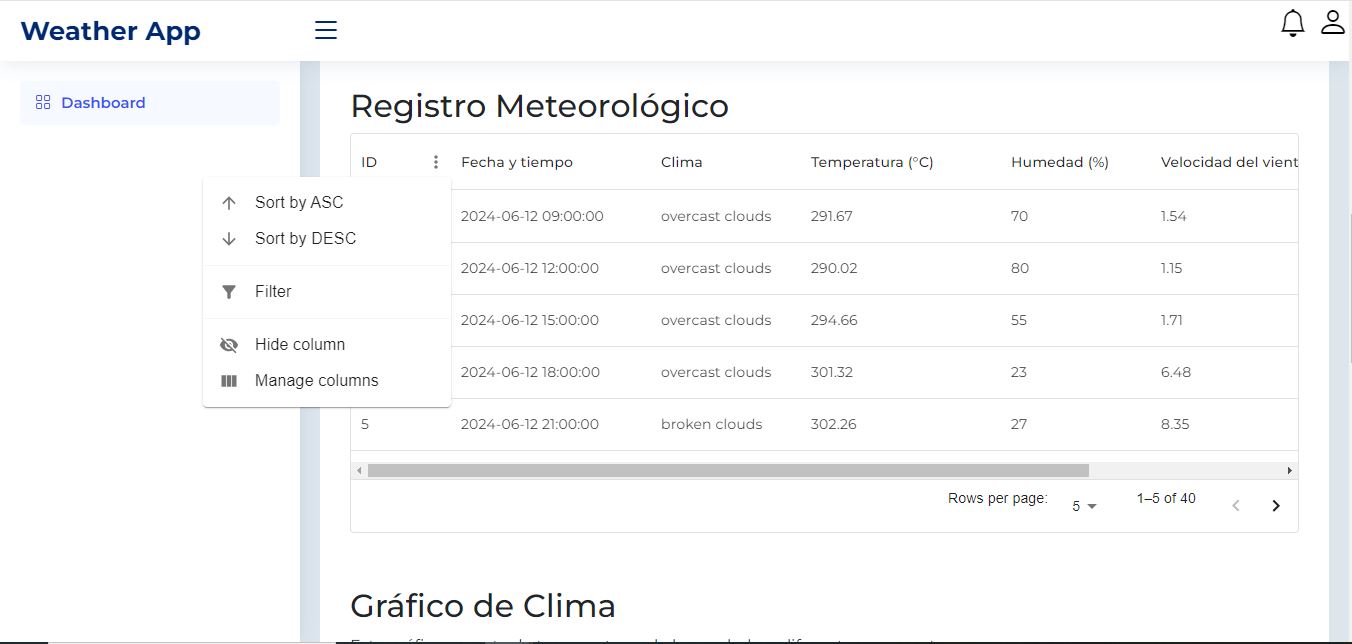 Weather App
Dashboard
Registro Meteorológico
ID Fecha y tiempo Clima Temperatura (°C) Humedad (%) Velocidad del vient
Sort by ASC
Sort by DESC
Filter
Hide column
Manage columns
2024-06-12 09:00:00 overcast clouds 291.67 70 1.54
2024-06-12 12:00:00 overcast clouds 290.02 80 1.15
2024-06-12 15:00:00 overcast clouds 294.66 55 1.71
2024-06-12 18:00:00 overcast clouds 301.32 23 6.48
5 2024-06-12 21:00:00 broken clouds 302.26 27 8.35
Rows per page: 5 1–5 of 40
Gráfico de Clima